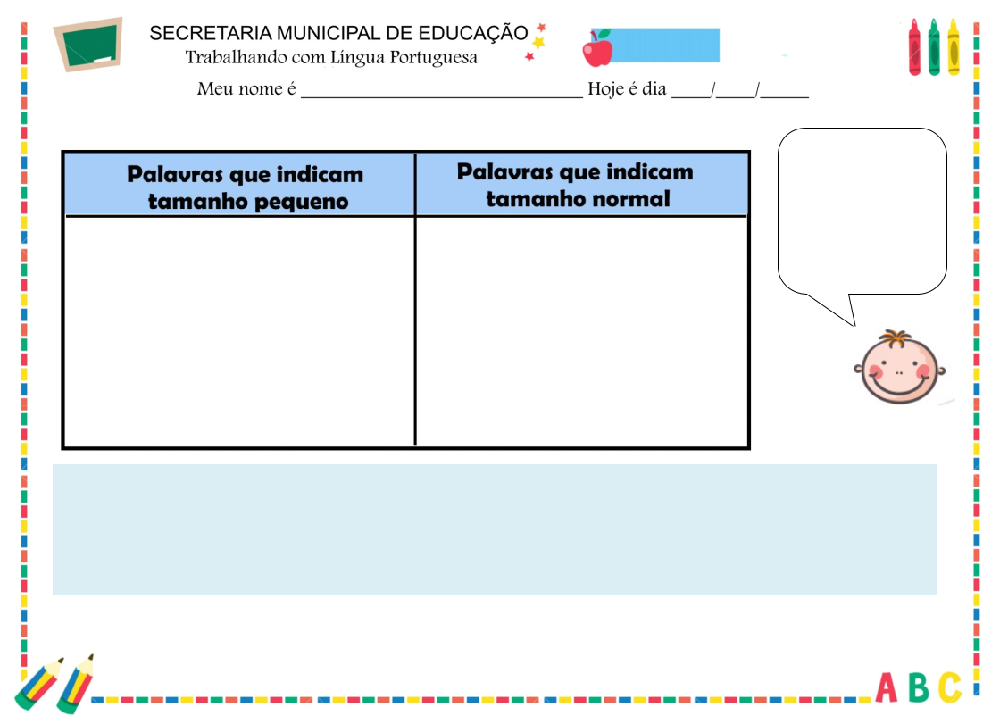 SECRETARIA MUNICIPAL DE EDUCAÇÃO
Trabalhando com Língua Portuguesa
Meu nome é ______________________________ Hoje é dia ____/____/_____
Palavras que indicam
tamanho pequeno
Palavras que indicam
tamanho normal
A B C